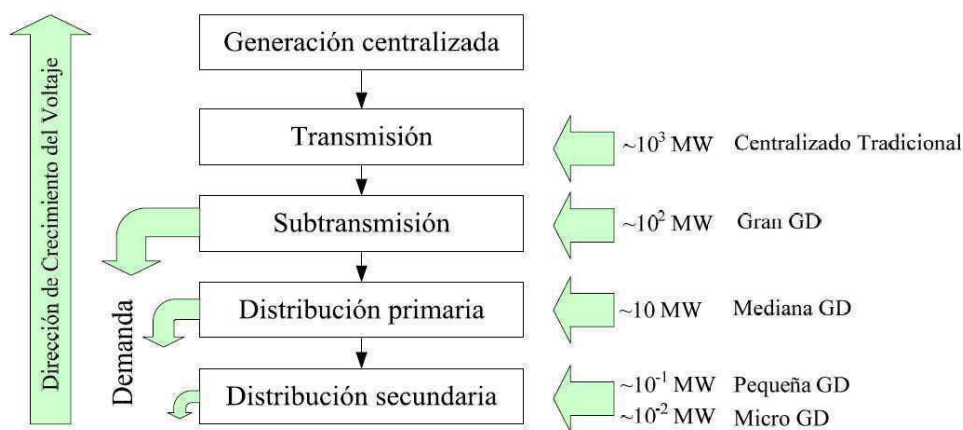 Dirección de Crecimiento del Voltaje
Generación centralizada
Transmisión
~10³ MW Centralizado Tradicional
Subtransmisión
~10² MW Gran GD
Demanda
Distribución primaria
~10 MW Mediana GD
Distribución secundaria
~10⁻¹ MW Pequeña GD
~10⁻² MW Micro GD